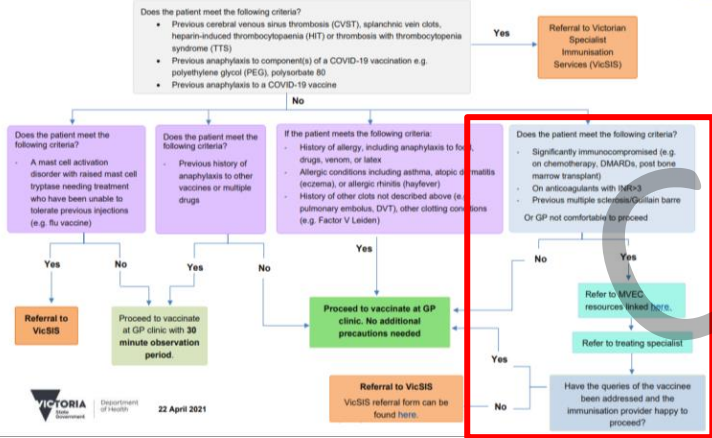 Does the patient meet the following criteria?
• Previous cerebral venous sinus thrombosis (CVST), splanchnic vein clots,
heparin-induced thrombocytopaenia (HIT) or thrombosis with thrombocytopenia
syndrome (TTS)
• Previous anaphylaxis to component(s) of a COVID-19 vaccination e.g.
polyethylene glycol (PEG), polysorbate 80
• Previous anaphylaxis to a COVID-19 vaccine
Yes
Referral to Victorian
Specialist
Immunisation
Services (VicSIS)
No
Does the patient meet the
following criteria?
- A mast cell activation
disorder with raised mast cell
tryptase needing treatment
who have been unable to
tolerate previous injections
(e.g. flu vaccine)
Does the patient meet the
following criteria?
- Previous history of
anaphylaxis to other
vaccines or multiple
drugs
If the patient meets the following criteria:
- History of allergy, including anaphylaxis to food,
drugs, venom, or latex
- Allergic conditions including asthma, atopic dermatitis
(eczema), or allergic rhinitis (hayfever)
- History of other clots not described above (e.g.
pulmonary embolus, DVT), other clotting conditions
(e.g. Factor V Leiden)
Does the patient meet the following criteria?
- Significantly immunocompromised (e.g.
on chemotherapy, DMARDs, post bone
marrow transplant)
- On anticoagulants with INR>3
- Previous multiple sclerosis/Guilain barre
Or GP not comfortable to proceed
Yes
No
Yes
No
Yes
No
Yes
Referral to
VicSIS
Proceed to vaccinate
at GP clinic with 30
minute observation
period.
Proceed to vaccinate at GP
clinic. No additional
precautions needed
Refer to MVEC
resources linked here.
Refer to treating specialist
Yes
Have the queries of the vaccinee
been addressed and the
immunisation provider happy to
proceed?
No
Referral to VicSIS
VicSIS referral form can be
found here.
VICTORIA
State
Government
Department
of Health
22 April 2021